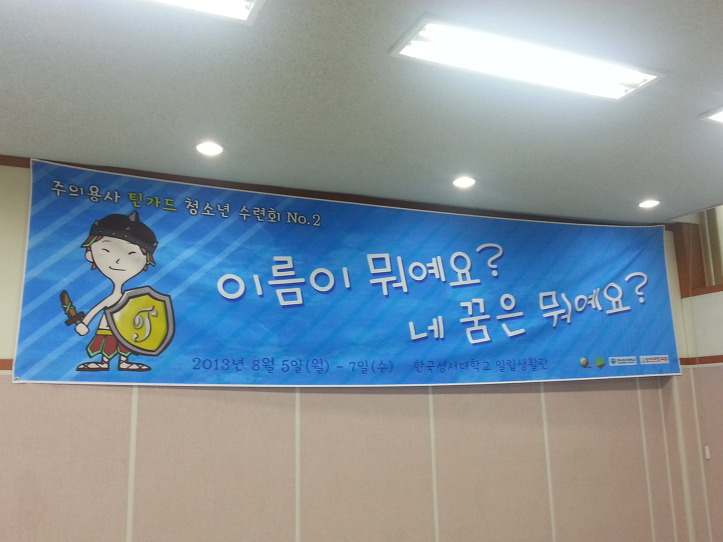 주의용사 틴가드 청소년 수련회 No.2
이름이 뭐예요?
네 꿈은 뭐예요?
2013년 8월 5일(월) - 7일(수) 한국성서대학교 일립생활관
T